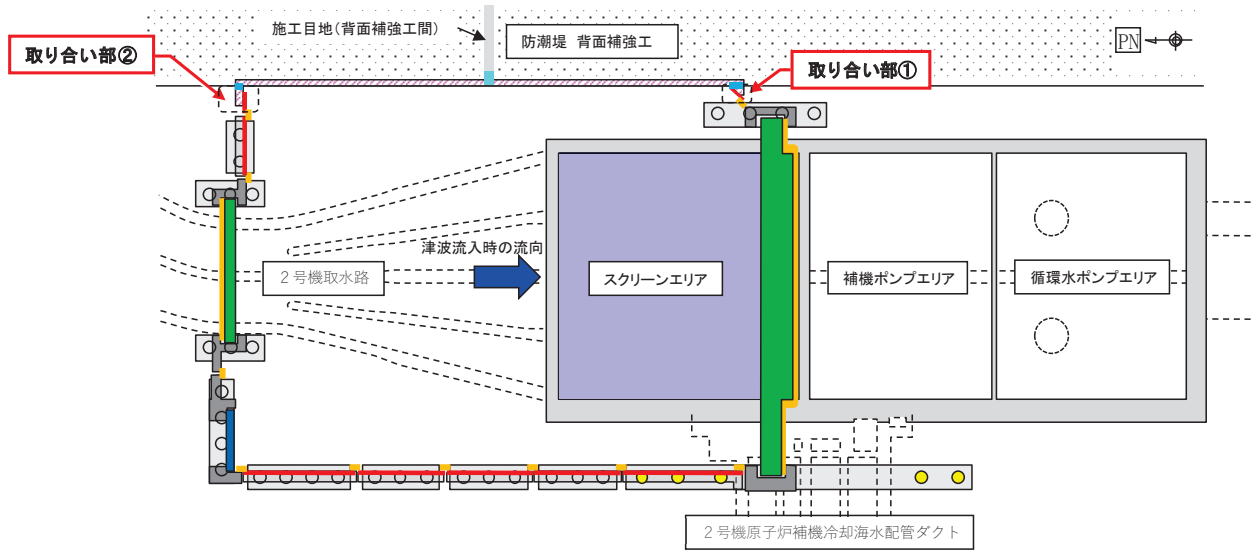 施工目地(背面補強工間)
防潮堤 背面補強工
PN
取り合い部②
取り合い部①
津波流入時の流向
2号機取水路
スクリーンエリア
補機ポンプエリア
循環水ポンプエリア
2号機原子炉補機冷却海水配管ダクト